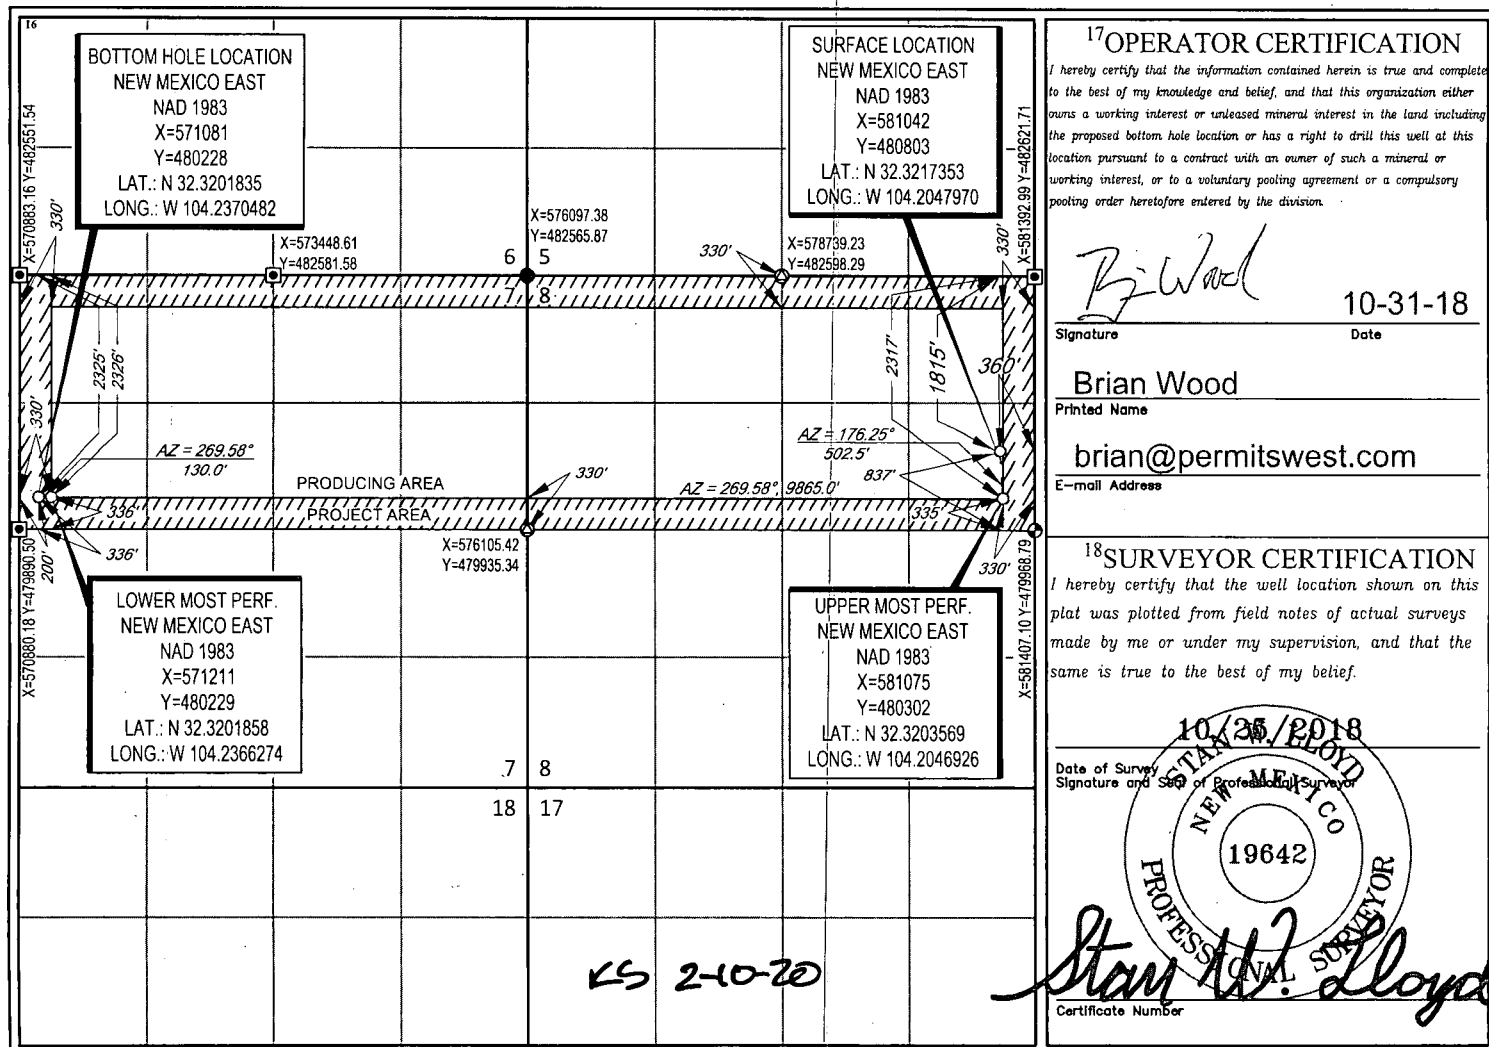 16
BOTTOM HOLE LOCATION
NEW MEXICO EAST
NAD 1983
X=571081
Y=480228
LAT.: N 32.3201835
LONG.: W 104.2370482
SURFACE LOCATION
NEW MEXICO EAST
NAD 1983
X=581042
Y=480803
LAT.: N 32.3217353
LONG.: W 104.2047970
X=570883.16 Y=482551.54
X=581392.99 Y=482621.71
330'
X=573448.61
Y=482581.58
X=576097.38
Y=482565.87
6 5
7 8
330'
X=578739.23
Y=482598.29
330'
2325'
2326'
2317'
1815'
360'
330'
AZ = 269.58°
130.0'
AZ = 176.25°
502.5'
837'
PRODUCING AREA
330'
AZ = 269.58°, 9865.0'
PROJECT AREA
336'
335'
336'
200'
X=576105.42
Y=479935.34
330'
X=570880.18 Y=479890.50
X=581407.10 Y=479968.79
LOWER MOST PERF.
NEW MEXICO EAST
NAD 1983
X=571211
Y=480229
LAT.: N 32.3201858
LONG.: W 104.2366274
UPPER MOST PERF.
NEW MEXICO EAST
NAD 1983
X=581075
Y=480302
LAT.: N 32.3203569
LONG.: W 104.2046926
7 8
18 17
KS 2-10-20
17 OPERATOR CERTIFICATION
I hereby certify that the information contained herein is true and complete
to the best of my knowledge and belief, and that this organization either
owns a working interest or unleased mineral interest in the land including
the proposed bottom hole location or has a right to drill this well at this
location pursuant to a contract with an owner of such a mineral or
working interest, or to a voluntary pooling agreement or a compulsory
pooling order heretofore entered by the division.
10-31-18
Signature Date
Brian Wood
Printed Name
brian@permitswest.com
E-mail Address
18 SURVEYOR CERTIFICATION
I hereby certify that the well location shown on this
plat was plotted from field notes of actual surveys
made by me or under my supervision, and that the
same is true to the best of my belief.
10/25/2018
Date of Survey
Signature and Seal of Professional Surveyor
STAN W. LLOYD
NEW MEXICO
19642
PROFESSIONAL SURVEYOR
Stan W. Lloyd
Certificate Number